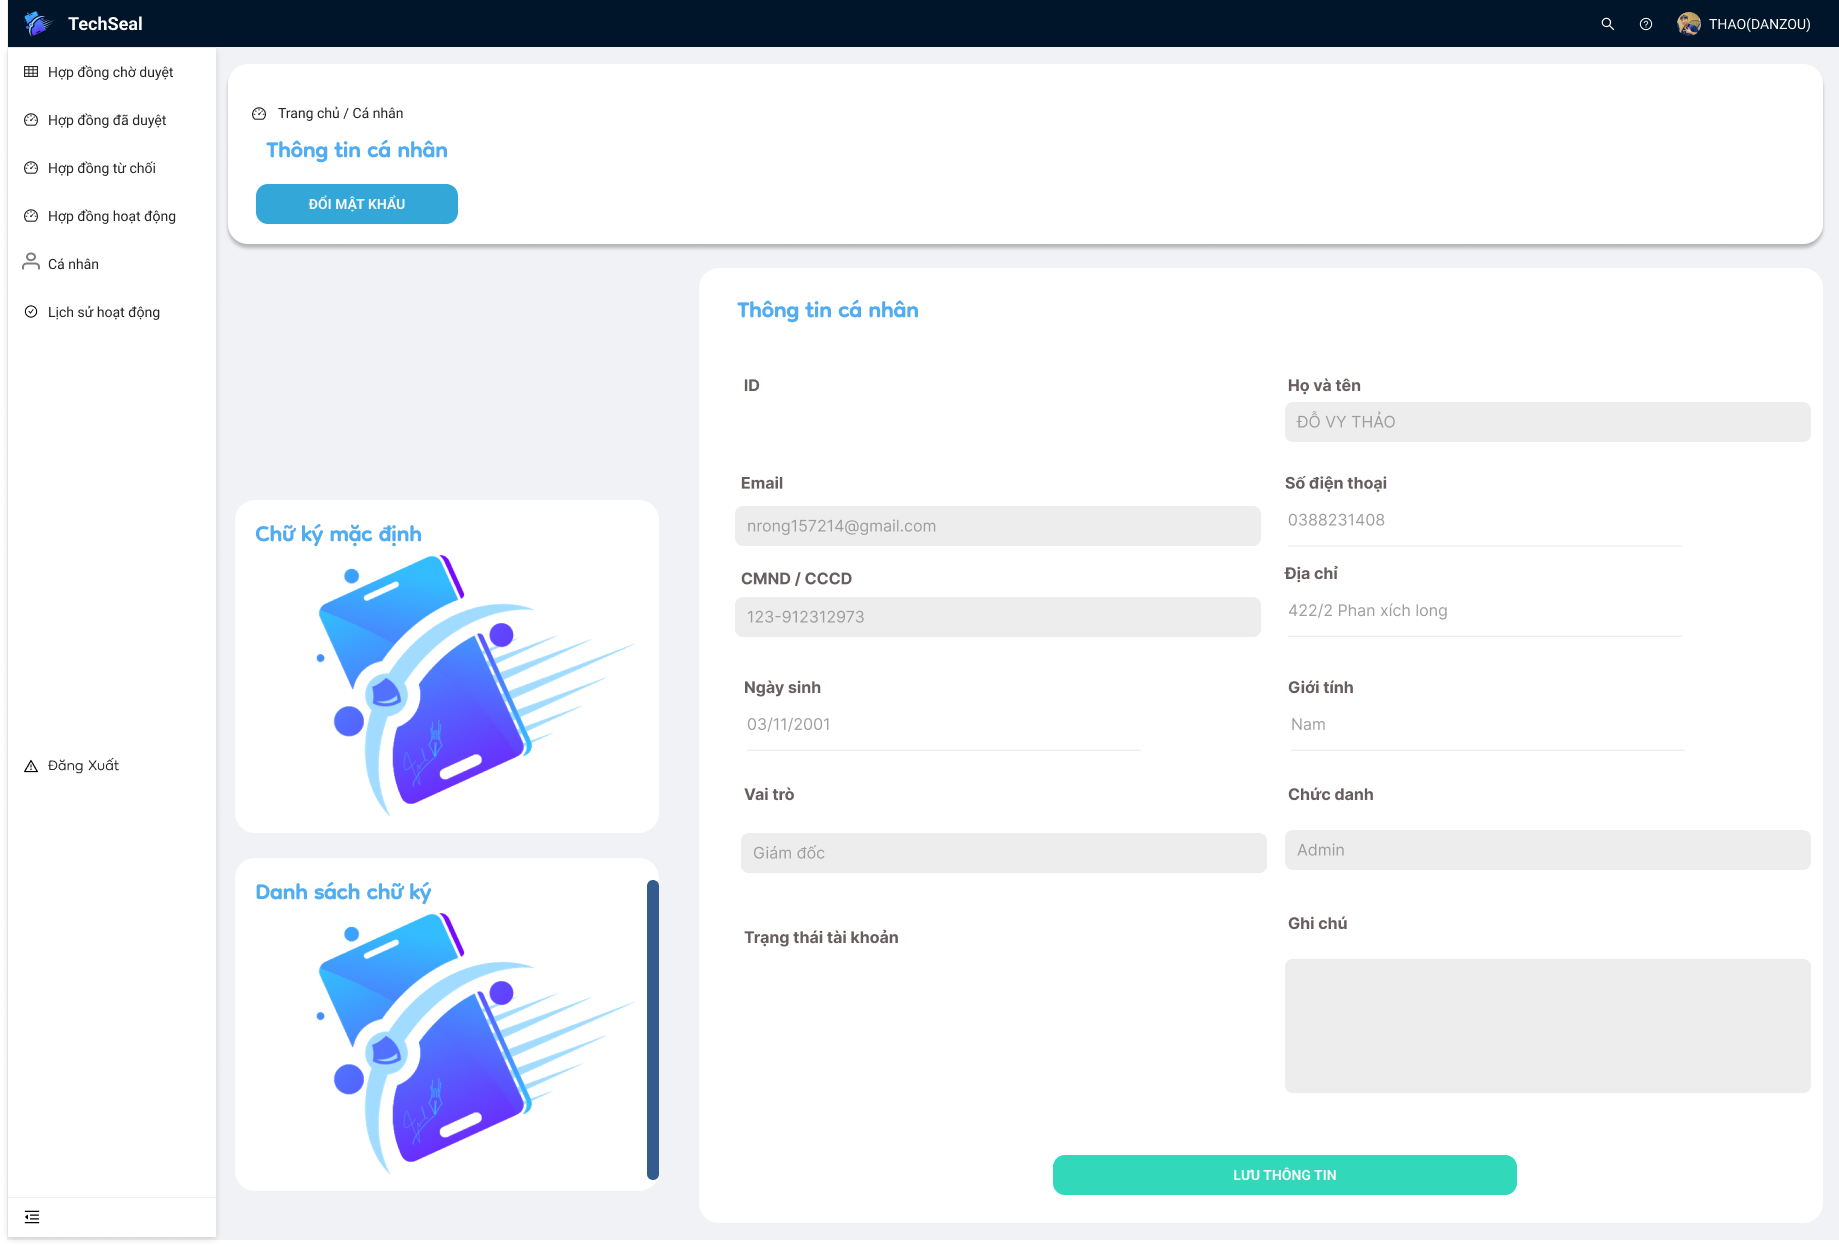 TechSeal
THAO(DANZOU)
Hợp đồng chờ duyệt
Hợp đồng đã duyệt
Hợp đồng từ chối
Hợp đồng hoạt động
Cá nhân
Lịch sử hoạt động
Đăng Xuất
Trang chủ / Cá nhân
Thông tin cá nhân
ĐỔI MẬT KHẨU
Chữ ký mặc định
Danh sách chữ ký
Thông tin cá nhân
ID
Họ và tên
ĐỖ VY THẢO
Email
Số điện thoại
nrong157214@gmail.com
0388231408
CMND / CCCD
Địa chỉ
123-912312973
422/2 Phan xích long
Ngày sinh
Giới tính
03/11/2001
Nam
Vai trò
Chức danh
Giám đốc
Admin
Trạng thái tài khoản
Ghi chú
LƯU THÔNG TIN